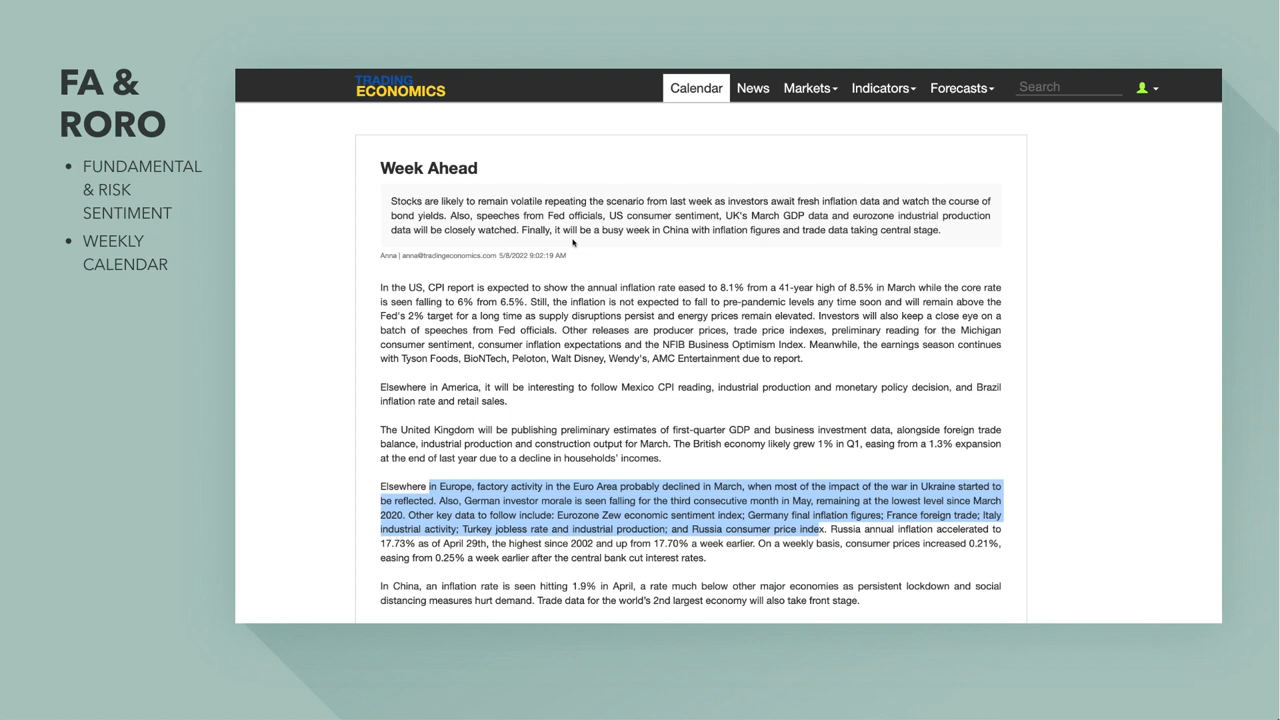 FA &
RORO
• FUNDAMENTAL
& RISK
SENTIMENT
• WEEKLY
CALENDAR
TRADING
ECONOMICS
Calendar News Markets Indicators Forecasts Search
Week Ahead
Stocks are likely to remain volatile repeating the scenario from last week as investors await fresh inflation data and watch the course of
bond yields. Also, speeches from Fed officials, US consumer sentiment, UK's March GDP data and eurozone industrial production
data will be closely watched. Finally, it will be a busy week in China with inflation figures and trade data taking central stage.
Anna | anna@tradingeconomics.com 5/8/2022 9:02:19 AM
In the US, CPI report is expected to show the annual inflation rate eased to 8.1% from a 41-year high of 8.5% in March while the core rate
is seen falling to 6% from 6.5%. Still, the inflation is not expected to fall to pre-pandemic levels any time soon and will remain above the
Fed's 2% target for a long time as supply disruptions persist and energy prices remain elevated. Investors will also keep a close eye on a
batch of speeches from Fed officials. Other releases are producer prices, trade price indexes, preliminary reading for the Michigan
consumer sentiment, consumer inflation expectations and the NFIB Business Optimism Index. Meanwhile, the earnings season continues
with Tyson Foods, BioNTech, Peloton, Walt Disney, Wendy's, AMC Entertainment due to report.
Elsewhere in America, it will be interesting to follow Mexico CPI reading, industrial production and monetary policy decision, and Brazil
inflation rate and retail sales.
The United Kingdom will be publishing preliminary estimates of first-quarter GDP and business investment data, alongside foreign trade
balance, industrial production and construction output for March. The British economy likely grew 1% in Q1, easing from a 1.3% expansion
at the end of last year due to a decline in households' incomes.
Elsewhere in Europe, factory activity in the Euro Area probably declined in March, when most of the impact of the war in Ukraine started to
be reflected. Also, German investor morale is seen falling for the third consecutive month in May, remaining at the lowest level since March
2020. Other key data to follow include: Eurozone Zew economic sentiment index; Germany final inflation figures; France foreign trade; Italy
industrial activity; Turkey jobless rate and industrial production; and Russia consumer price index. Russia annual inflation accelerated to
17.73% as of April 29th, the highest since 2002 and up from 17.70% a week earlier. On a weekly basis, consumer prices increased 0.21%,
easing from 0.25% a week earlier after the central bank cut interest rates.
In China, an inflation rate is seen hitting 1.9% in April, a rate much below other major economies as persistent lockdown and social
distancing measures hurt demand. Trade data for the world's 2nd largest economy will also take front stage.